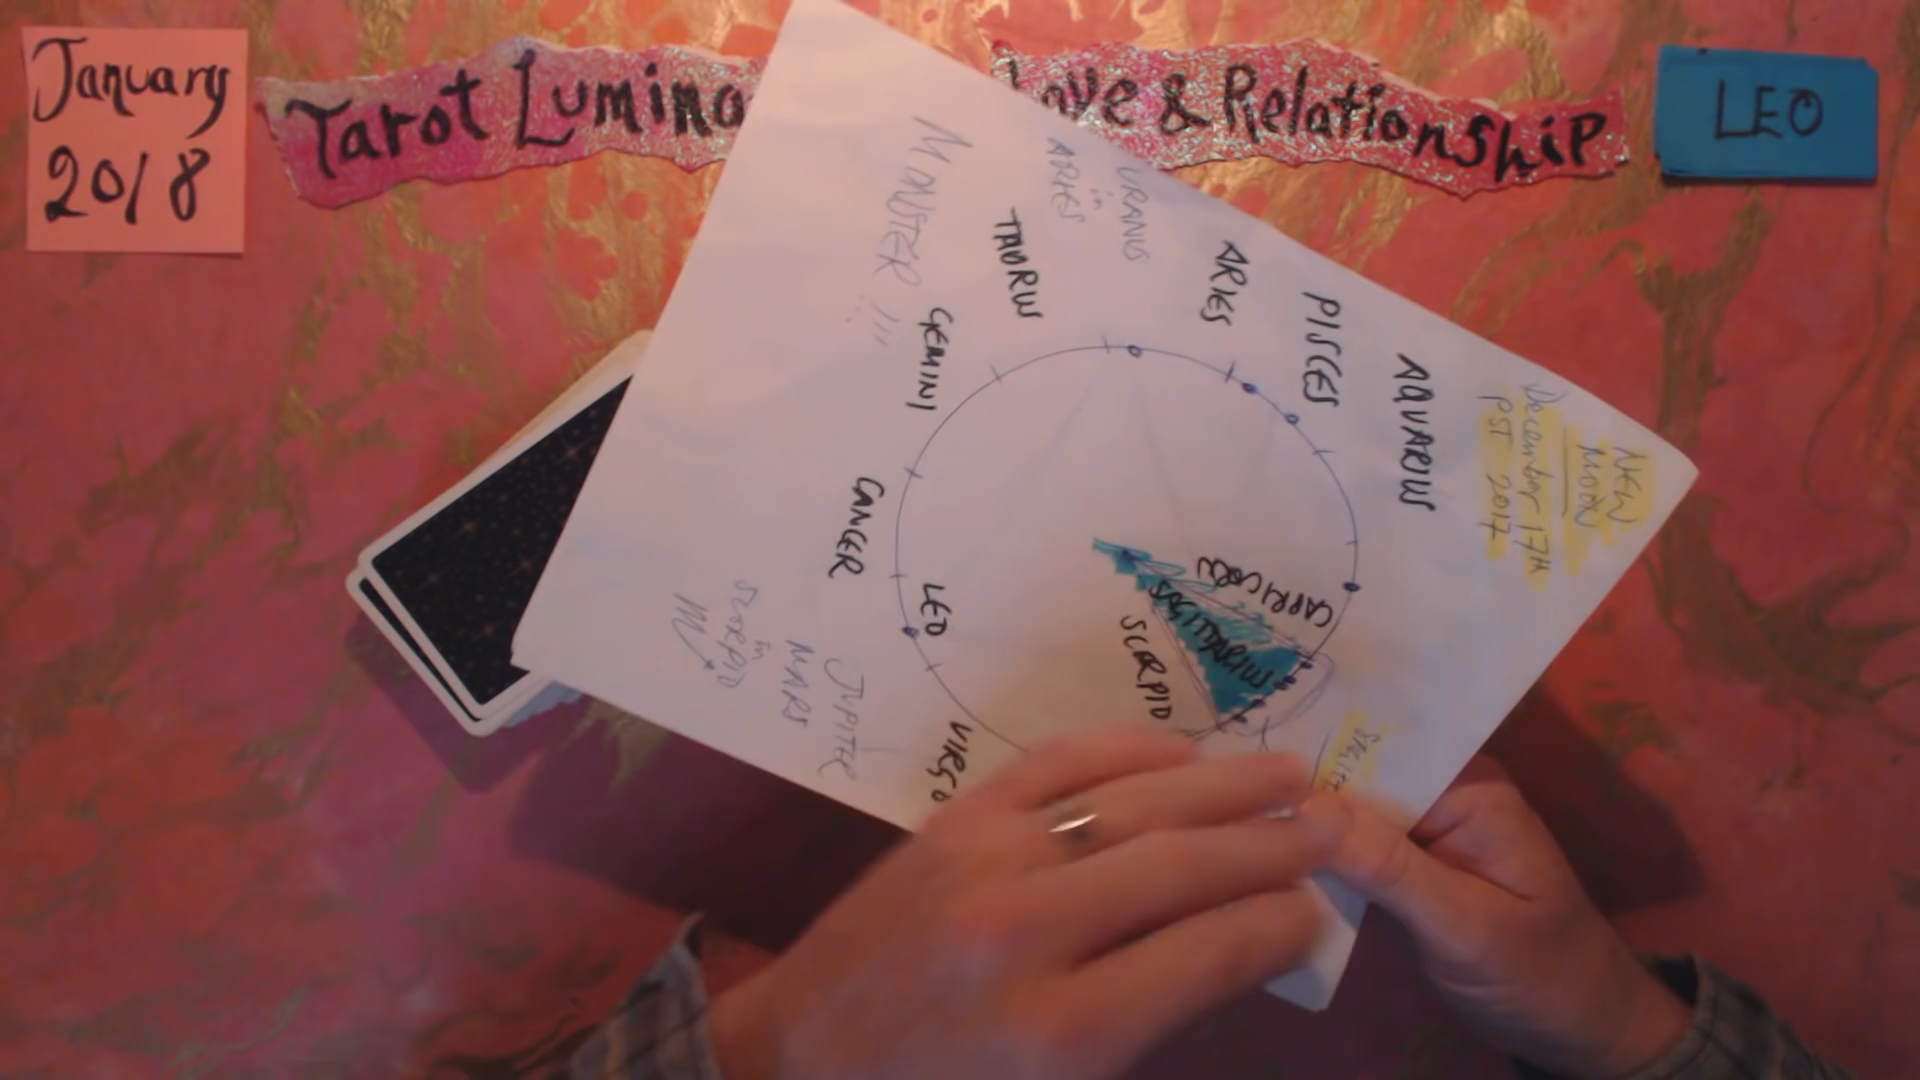 January
2018
Tarot Lumina
Love & Relationship
LEO
MONSTER !!!
URANUS
in
ARIES
TAURUS
ARIES
PISCES
AQUARIUS
NEW
MOON
December 17th
PST 2017
GEMINI
CANCER
LEO
VIRGO
SCORPIO
SAGITTARIUS
JUPITER
MARS
in
SCORPIO